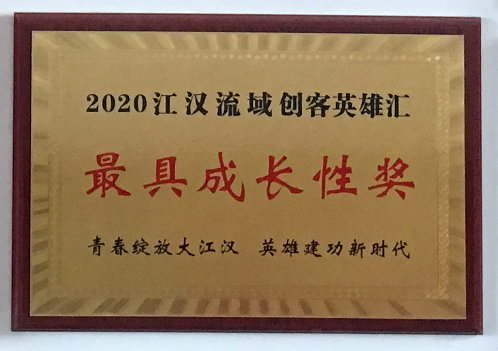 2020江汉流域创客英雄汇
最具成长性奖
青春绽放大江汉 英雄建功新时代